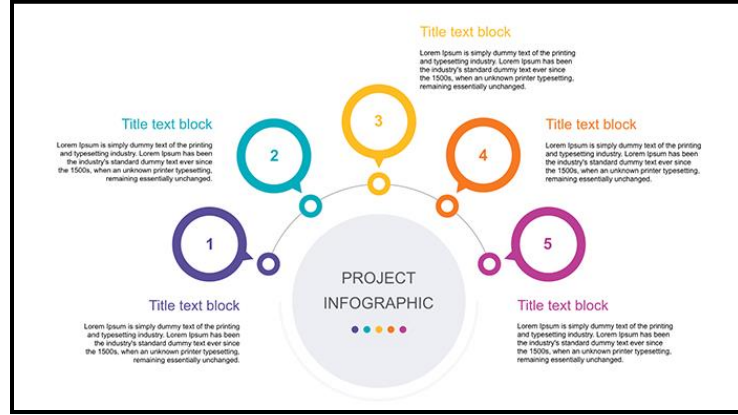 Title text block
Lorem Ipsum is simply dummy text of the printing
and typesetting industry. Lorem Ipsum has been
the industry's standard dummy text ever since
the 1500s, when an unknown printer typesetting,
remaining essentially unchanged.
3
Title text block
Lorem Ipsum is simply dummy text of the printing
and typesetting industry. Lorem Ipsum has been
the industry's standard dummy text ever since
the 1500s, when an unknown printer typesetting,
remaining essentially unchanged.
2
4
Title text block
Lorem Ipsum is simply dummy text of the printing
and typesetting industry. Lorem Ipsum has been
the industry's standard dummy text ever since
the 1500s, when an unknown printer typesetting,
remaining essentially unchanged.
1
5
PROJECT
INFOGRAPHIC
Title text block
Lorem Ipsum is simply dummy text of the printing
and typesetting industry. Lorem Ipsum has been
the industry's standard dummy text ever since
the 1500s, when an unknown printer typesetting,
remaining essentially unchanged.
Title text block
Lorem Ipsum is simply dummy text of the printing
and typesetting industry. Lorem Ipsum has been
the industry's standard dummy text ever since
the 1500s, when an unknown printer typesetting,
remaining essentially unchanged.